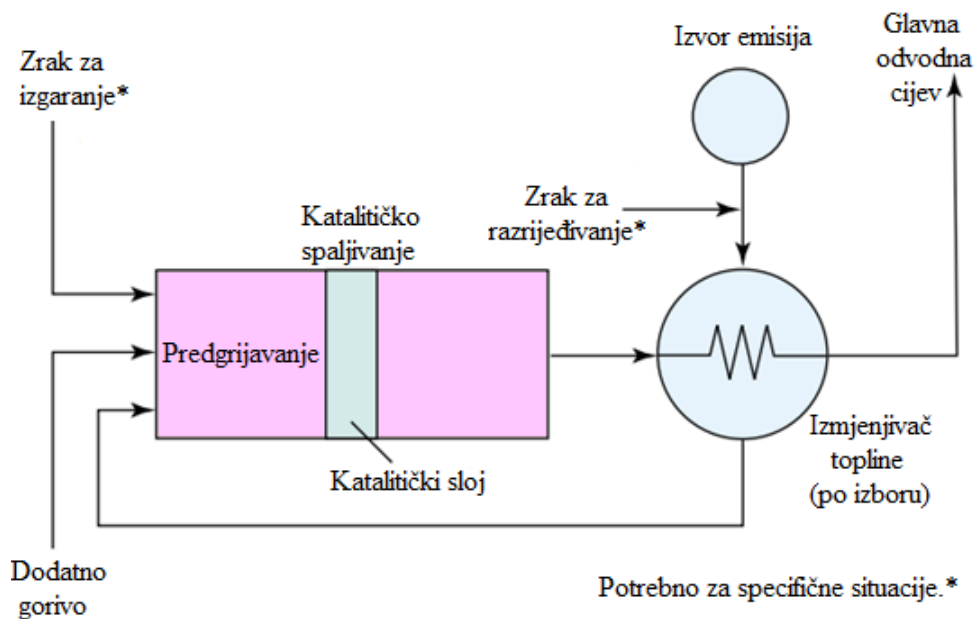 Zrak za
izgaranje*
Izvor emisija
Glavna
odvodna
cijev
Zrak za
razrijeđivanje*
Katalitičko
spaljivanje
Predgrijavanje
Katalitički sloj
Izmjenjivač
topline
(po izboru)
Dodatno
gorivo
Potrebno za specifične situacije.*